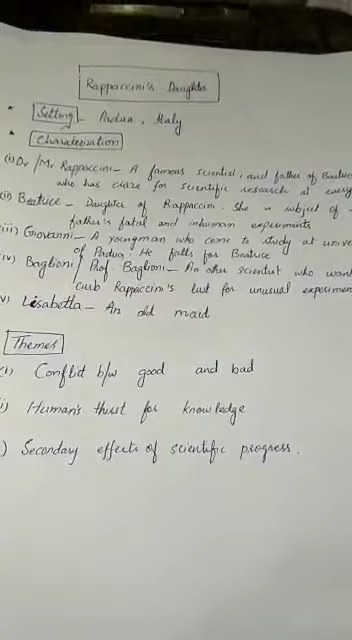 Rappaccini's Daughter
* Setting - Padua, Italy
* Charaterisation
(i) Dr/Mr. Rappaccini - A famous scientist, and father of Beatrice
who has craze for scientific research at every
(ii) Beatrice - Daughter of Rappaccini. She is subject of
father's fatal and inhuman experiments
iii) Giovanni - A youngman who come to study at unive
of Padua. He falls for Beatrice
(iv) Baglioni/Prof. Baglioni - An other scientist who want
curb Rappaccini's lust for unusual experimen
v) Lisabetta - An old maid
Themes
(i) Conflict b/w good and bad
i) Human's thirst for knowledge
) Secondary effects of scientific progress.